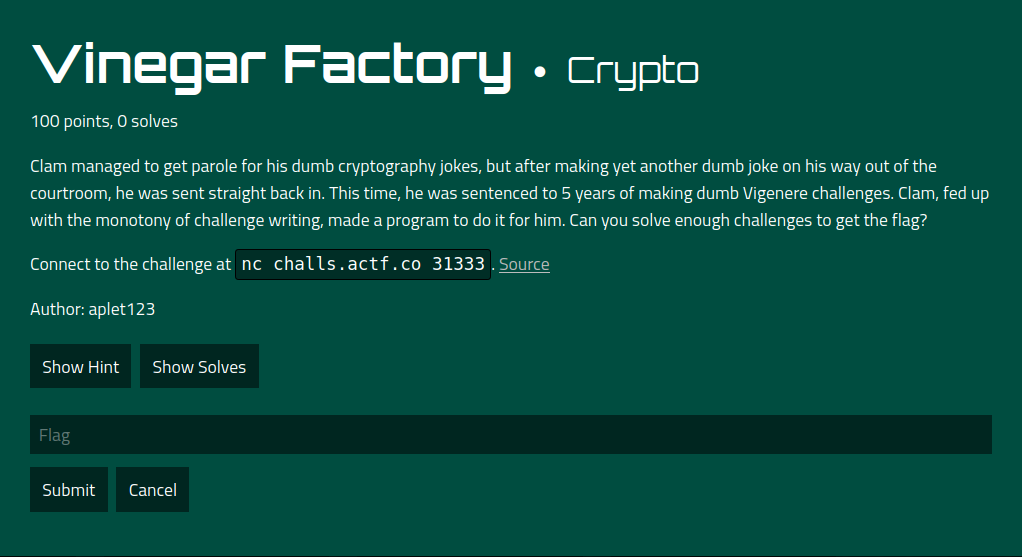 Vinegar Factory • Crypto
100 points, 0 solves
Clam managed to get parole for his dumb cryptography jokes, but after making yet another dumb joke on his way out of the
courtroom, he was sent straight back in. This time, he was sentenced to 5 years of making dumb Vigenere challenges. Clam, fed up
with the monotony of challenge writing, made a program to do it for him. Can you solve enough challenges to get the flag?
Connect to the challenge at nc challs.actf.co 31333. Source
Author: aplet123
Show Hint Show Solves
Flag
Submit Cancel